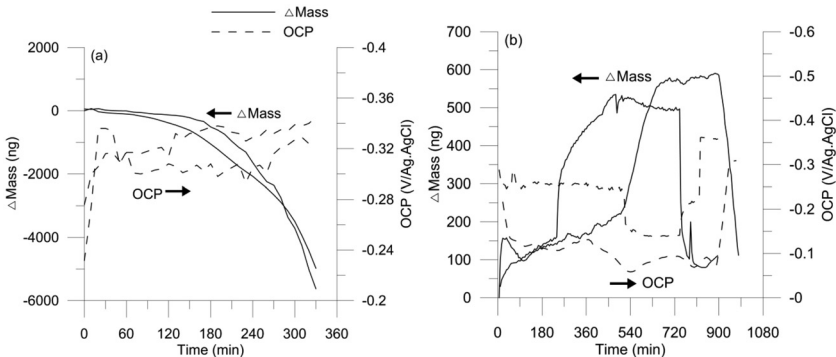 △Mass
OCP
(a)
2000
0
-2000
-4000
-6000
△Mass (ng)
△Mass
OCP
-0.4
-0.36
-0.32
-0.28
-0.24
-0.2
OCP (V/Ag.AgCl)
0 60 120 180 240 300 360
Time (min)
(b)
700
600
500
400
300
200
100
0
△Mass (ng)
△Mass
OCP
-0.6
-0.5
-0.4
-0.3
-0.2
-0.1
-0
OCP (V/Ag.AgCl)
0 180 360 540 720 900 1080
Time (min)